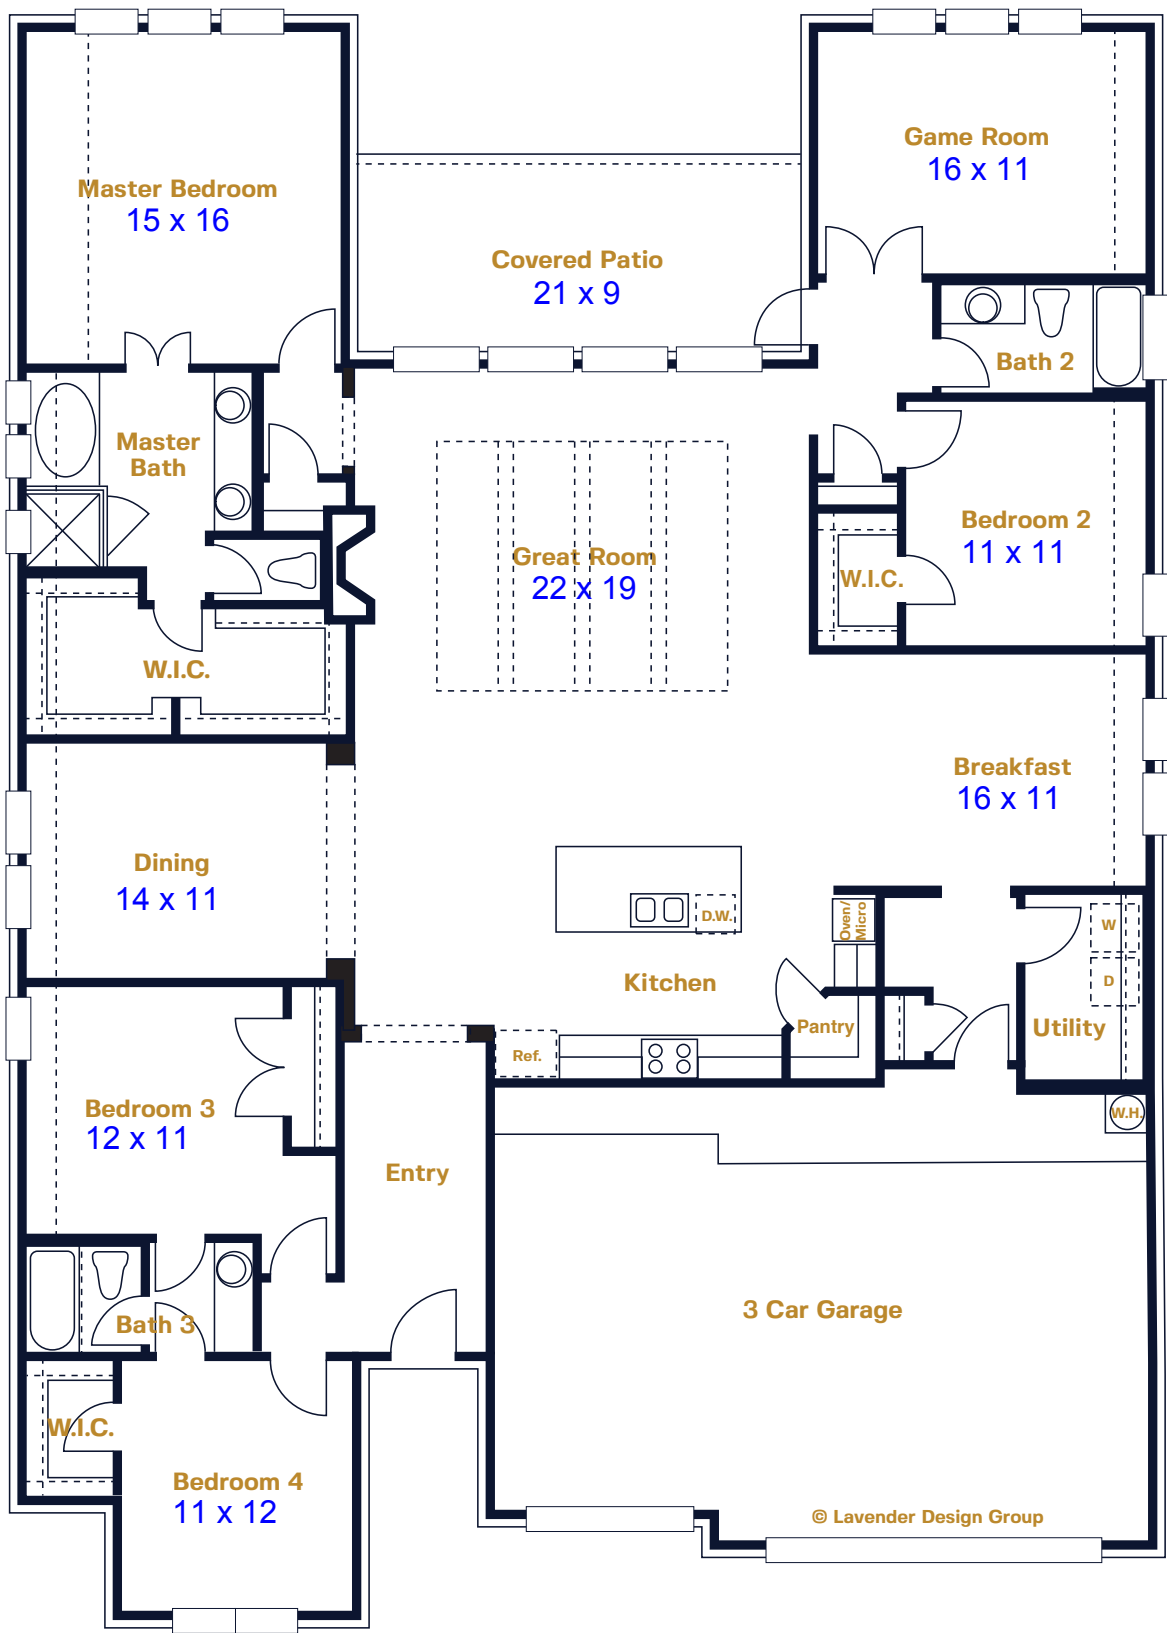 Master Bedroom
15 x 16
Game Room
16 x 11
Covered Patio
21 x 9
Bath 2
Master
Bath
Bedroom 2
11 x 11
W.I.C.
Great Room
22 x 19
W.I.C.
Breakfast
16 x 11
Dining
14 x 11
D.W.
Oven/
Micro
W
D
Kitchen
Pantry
Utility
Ref.
W.H.
Bedroom 3
12 x 11
Entry
3 Car Garage
Bath 3
W.I.C.
Bedroom 4
11 x 12
© Lavender Design Group